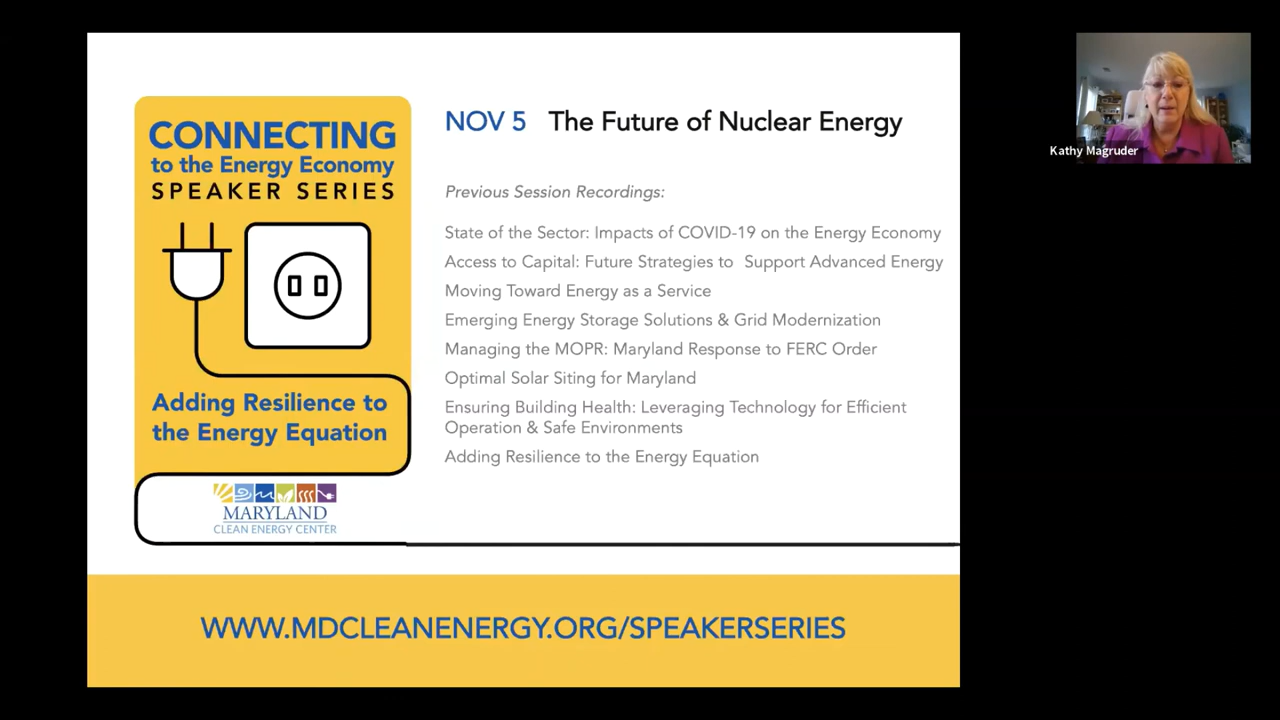 CONNECTING
to the Energy Economy
SPEAKER SERIES
Adding Resilience to
the Energy Equation
MARYLAND
CLEAN ENERGY CENTER
NOV 5 The Future of Nuclear Energy
Previous Session Recordings:
State of the Sector: Impacts of COVID-19 on the Energy Economy
Access to Capital: Future Strategies to Support Advanced Energy
Moving Toward Energy as a Service
Emerging Energy Storage Solutions & Grid Modernization
Managing the MOPR: Maryland Response to FERC Order
Optimal Solar Siting for Maryland
Ensuring Building Health: Leveraging Technology for Efficient
Operation & Safe Environments
Adding Resilience to the Energy Equation
WWW.MDCLEANENERGY.ORG/SPEAKERSERIES
Kathy Magruder